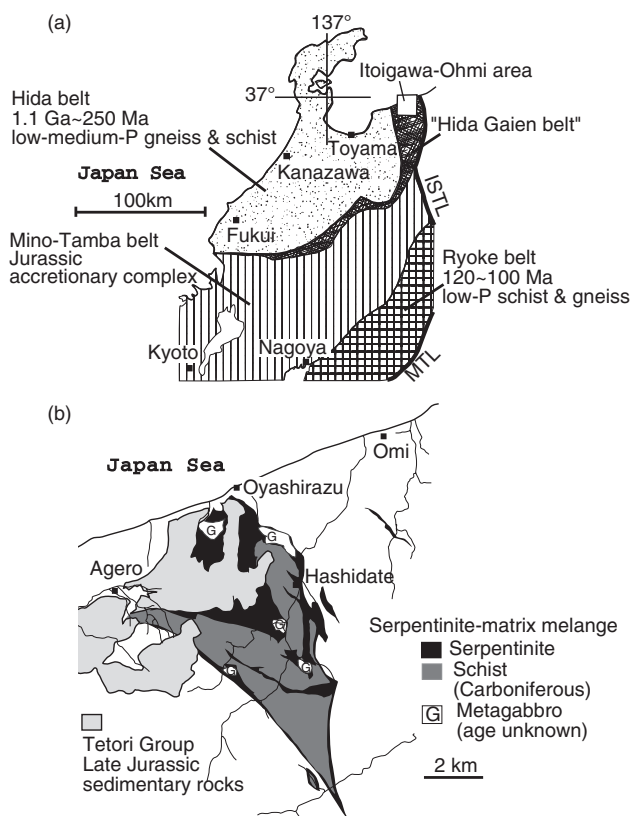 (a)
137°
Itoigawa-Ohmi area
37°
Hida belt
1.1 Ga~250 Ma
low-medium-P gneiss & schist
"Hida Gaien belt"
Toyama
Kanazawa
Japan Sea
100km
ISTL
Fukui
Mino-Tamba belt
Jurassic
accretionary complex
Ryoke belt
120~100 Ma
low-P schist & gneiss
Kyoto
Nagoya
MTL
(b)
Omi
Japan Sea
Oyashirazu
G
G
Agero
Hashidate
G
G
G
Serpentinite-matrix melange
Serpentinite
Schist
(Carboniferous)
G Metagabbro
(age unknown)
Tetori Group
Late Jurassic
sedimentary rocks
2 km